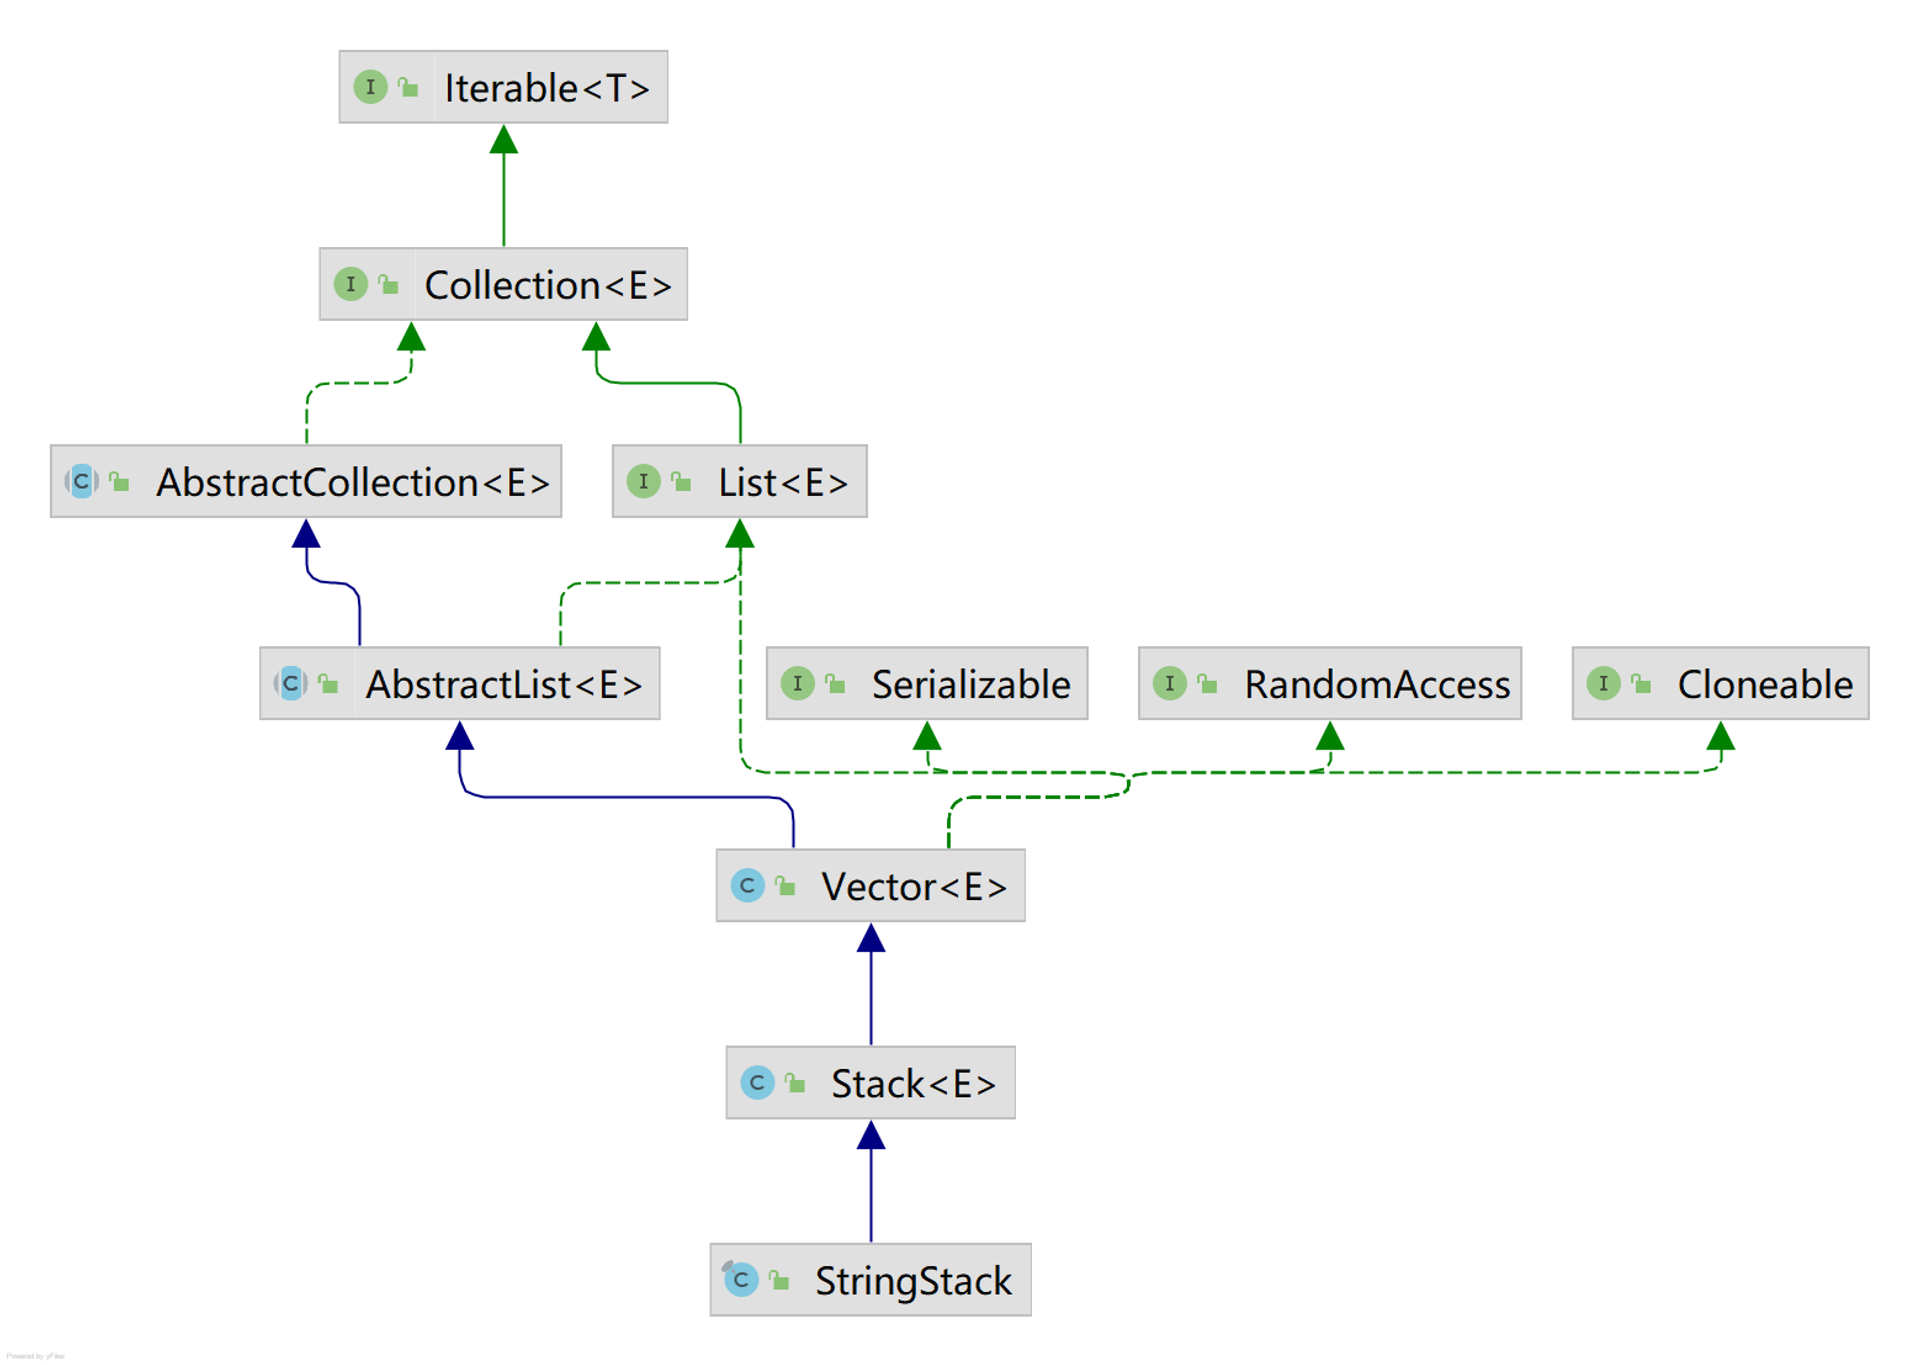 Iterable<T>
Collection<E>
AbstractCollection<E>
List<E>
AbstractList<E>
Serializable
RandomAccess
Cloneable
Vector<E>
Stack<E>
StringStack
Powered by yFiles